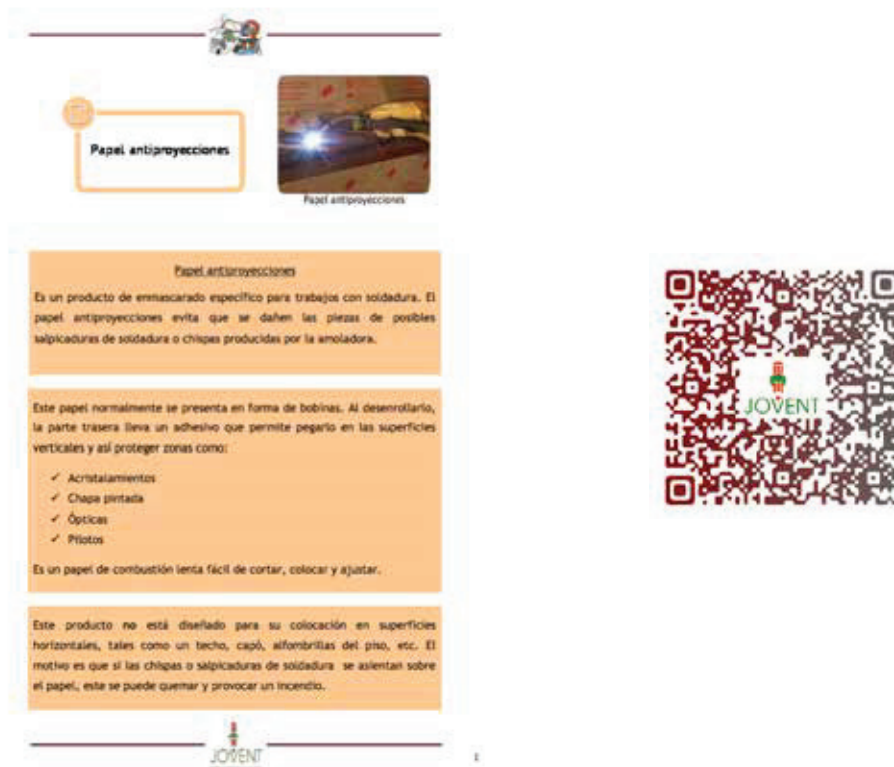 Papel antiproyecciones
Papel antiproyecciones
Papel antiproyecciones
Es un producto de enmascarado específico para trabajos con soldadura. El
papel antiproyecciones evita que se dañen las piezas de posibles
salpicaduras de soldadura o chispas producidas por la amoladora.
Este papel normalmente se presenta en forma de bobinas. Al desenrollarlo,
la parte trasera lleva un adhesivo que permite pegarlo en las superficies
verticales y así proteger zonas como:
✓ Acristalamientos
✓ Chapa pintada
✓ Ópticas
✓ Pilotos
Es un papel de combustión lenta fácil de cortar, colocar y ajustar.
Este producto no está diseñado para su colocación en superficies
horizontales, tales como un techo, capó, alfombrillas del piso, etc. El
motivo es que si las chispas o salpicaduras de soldadura se asientan sobre
el papel, este se puede quemar y provocar un incendio.
JOVENT
JOVENT